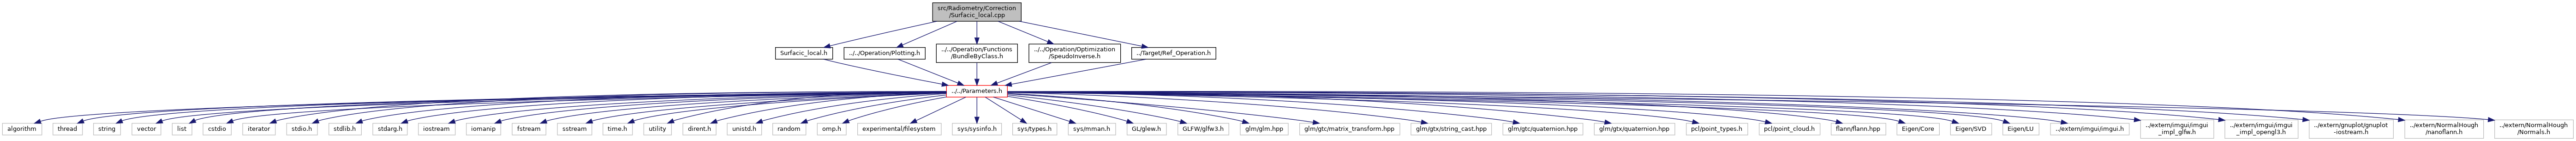 src/Radiometry/Correction
/Surfacic_local.cpp
Surfacic_local.h
../../Operation/Plotting.h
../../Operation/Functions
/BundleByClass.h
../../Operation/Optimization
/SpeudoInverse.h
../Target/Ref_Operation.h
../../Parameters.h
algorithm
thread
string
vector
list
cstdio
iterator
stdio.h
stdlib.h
stdarg.h
iostream
iomanip
fstream
sstream
time.h
utility
dirent.h
unistd.h
random
omp.h
experimental/filesystem
sys/sysinfo.h
sys/types.h
sys/mman.h
GL/glew.h
GLFW/glfw3.h
glm/glm.hpp
glm/gtc/matrix_transform.hpp
glm/gtx/string_cast.hpp
glm/gtc/quaternion.hpp
glm/gtx/quaternion.hpp
pcl/point_types.h
pcl/point_cloud.h
flann/flann.hpp
Eigen/Core
Eigen/SVD
Eigen/LU
../extern/imgui/imgui.h
../extern/imgui/imgui
_impl_glfw.h
../extern/imgui/imgui
_impl_opengl3.h
../extern/gnuplot/gnuplot
-iostream.h
../extern/NormalHough
/nanoflann.h
../extern/NormalHough
/Normals.h